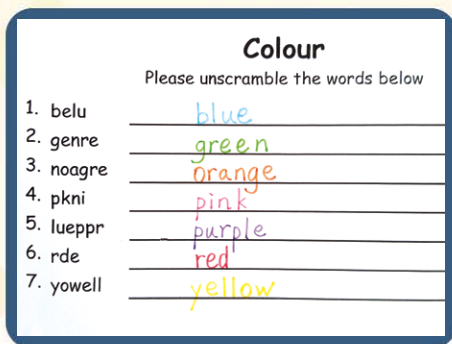 Colour
Please unscramble the words below
1. belu blue
2. genre green
3. noagre orange
4. pkni pink
5. lueppr purple
6. rde red
7. yowell yellow